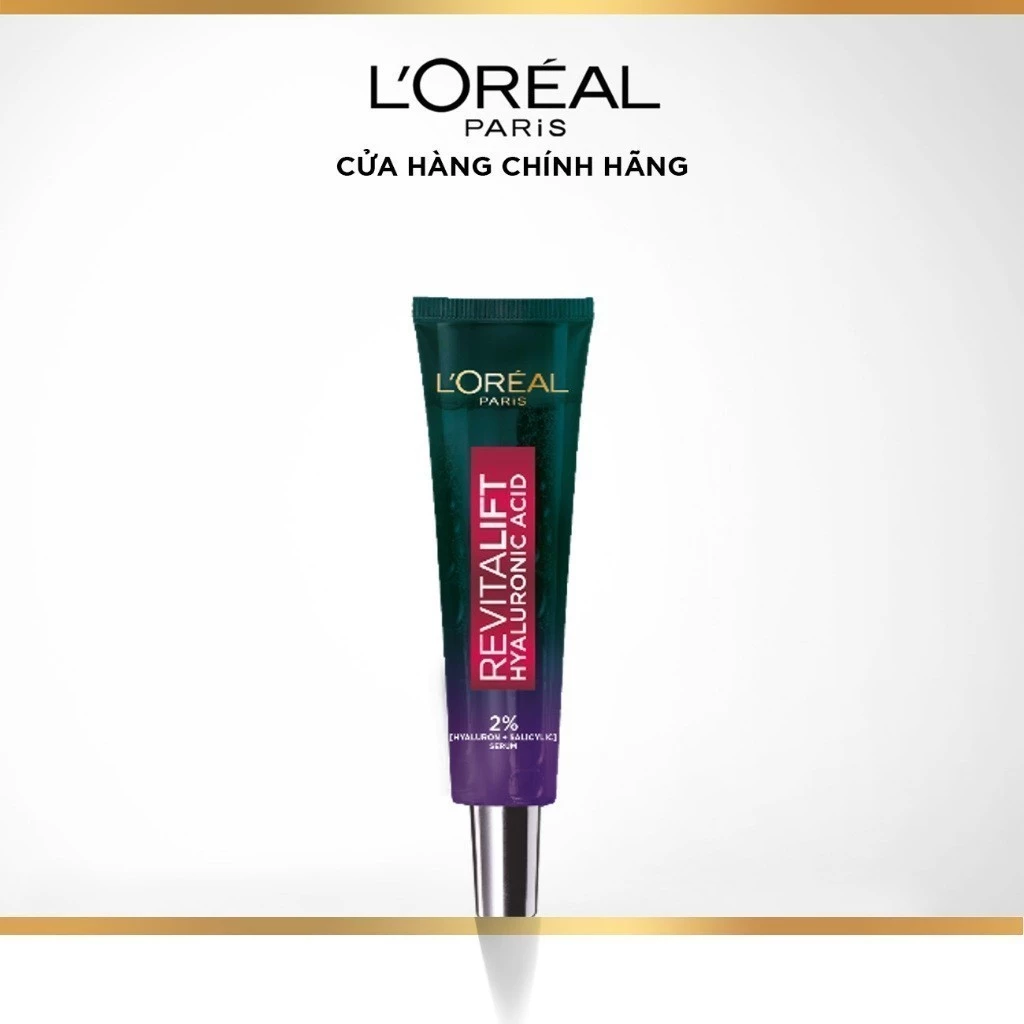 L'ORÉAL
PARiS
CỬA HÀNG CHÍNH HÃNG
L'ORÉAL
PARiS
REVITALIFT
HYALURONIC ACID
2%
[HYALURON + SALICYLIC]
SERUM